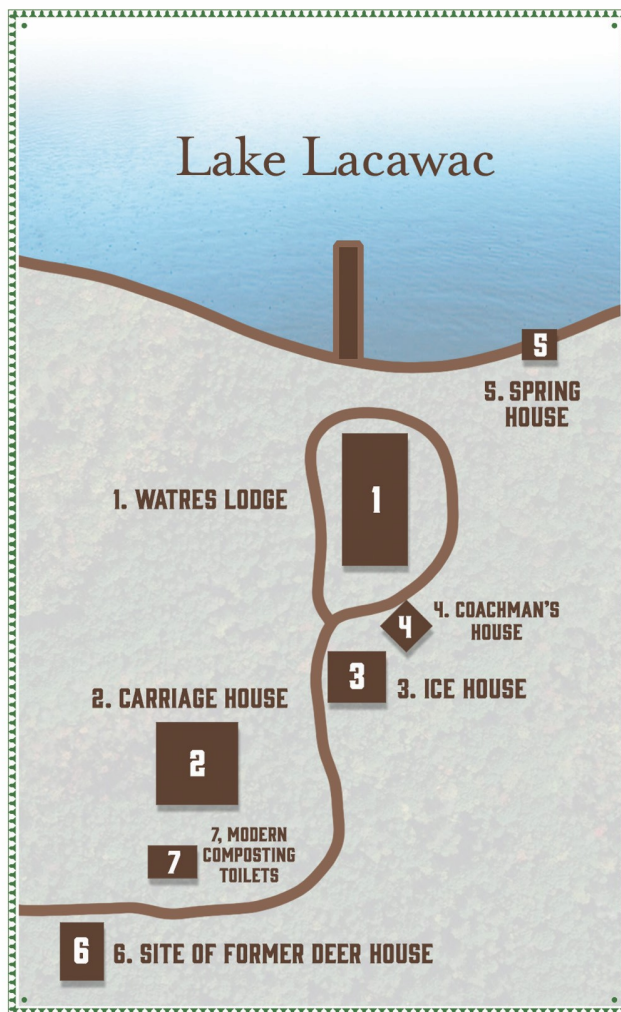 Lake Lacawac
5
5. SPRING
HOUSE
1. WATRES LODGE
1
4. COACHMAN'S
HOUSE
4
3
3. ICE HOUSE
2. CARRIAGE HOUSE
2
7, MODERN
COMPOSTING
TOILETS
7
6
6. SITE OF FORMER DEER HOUSE